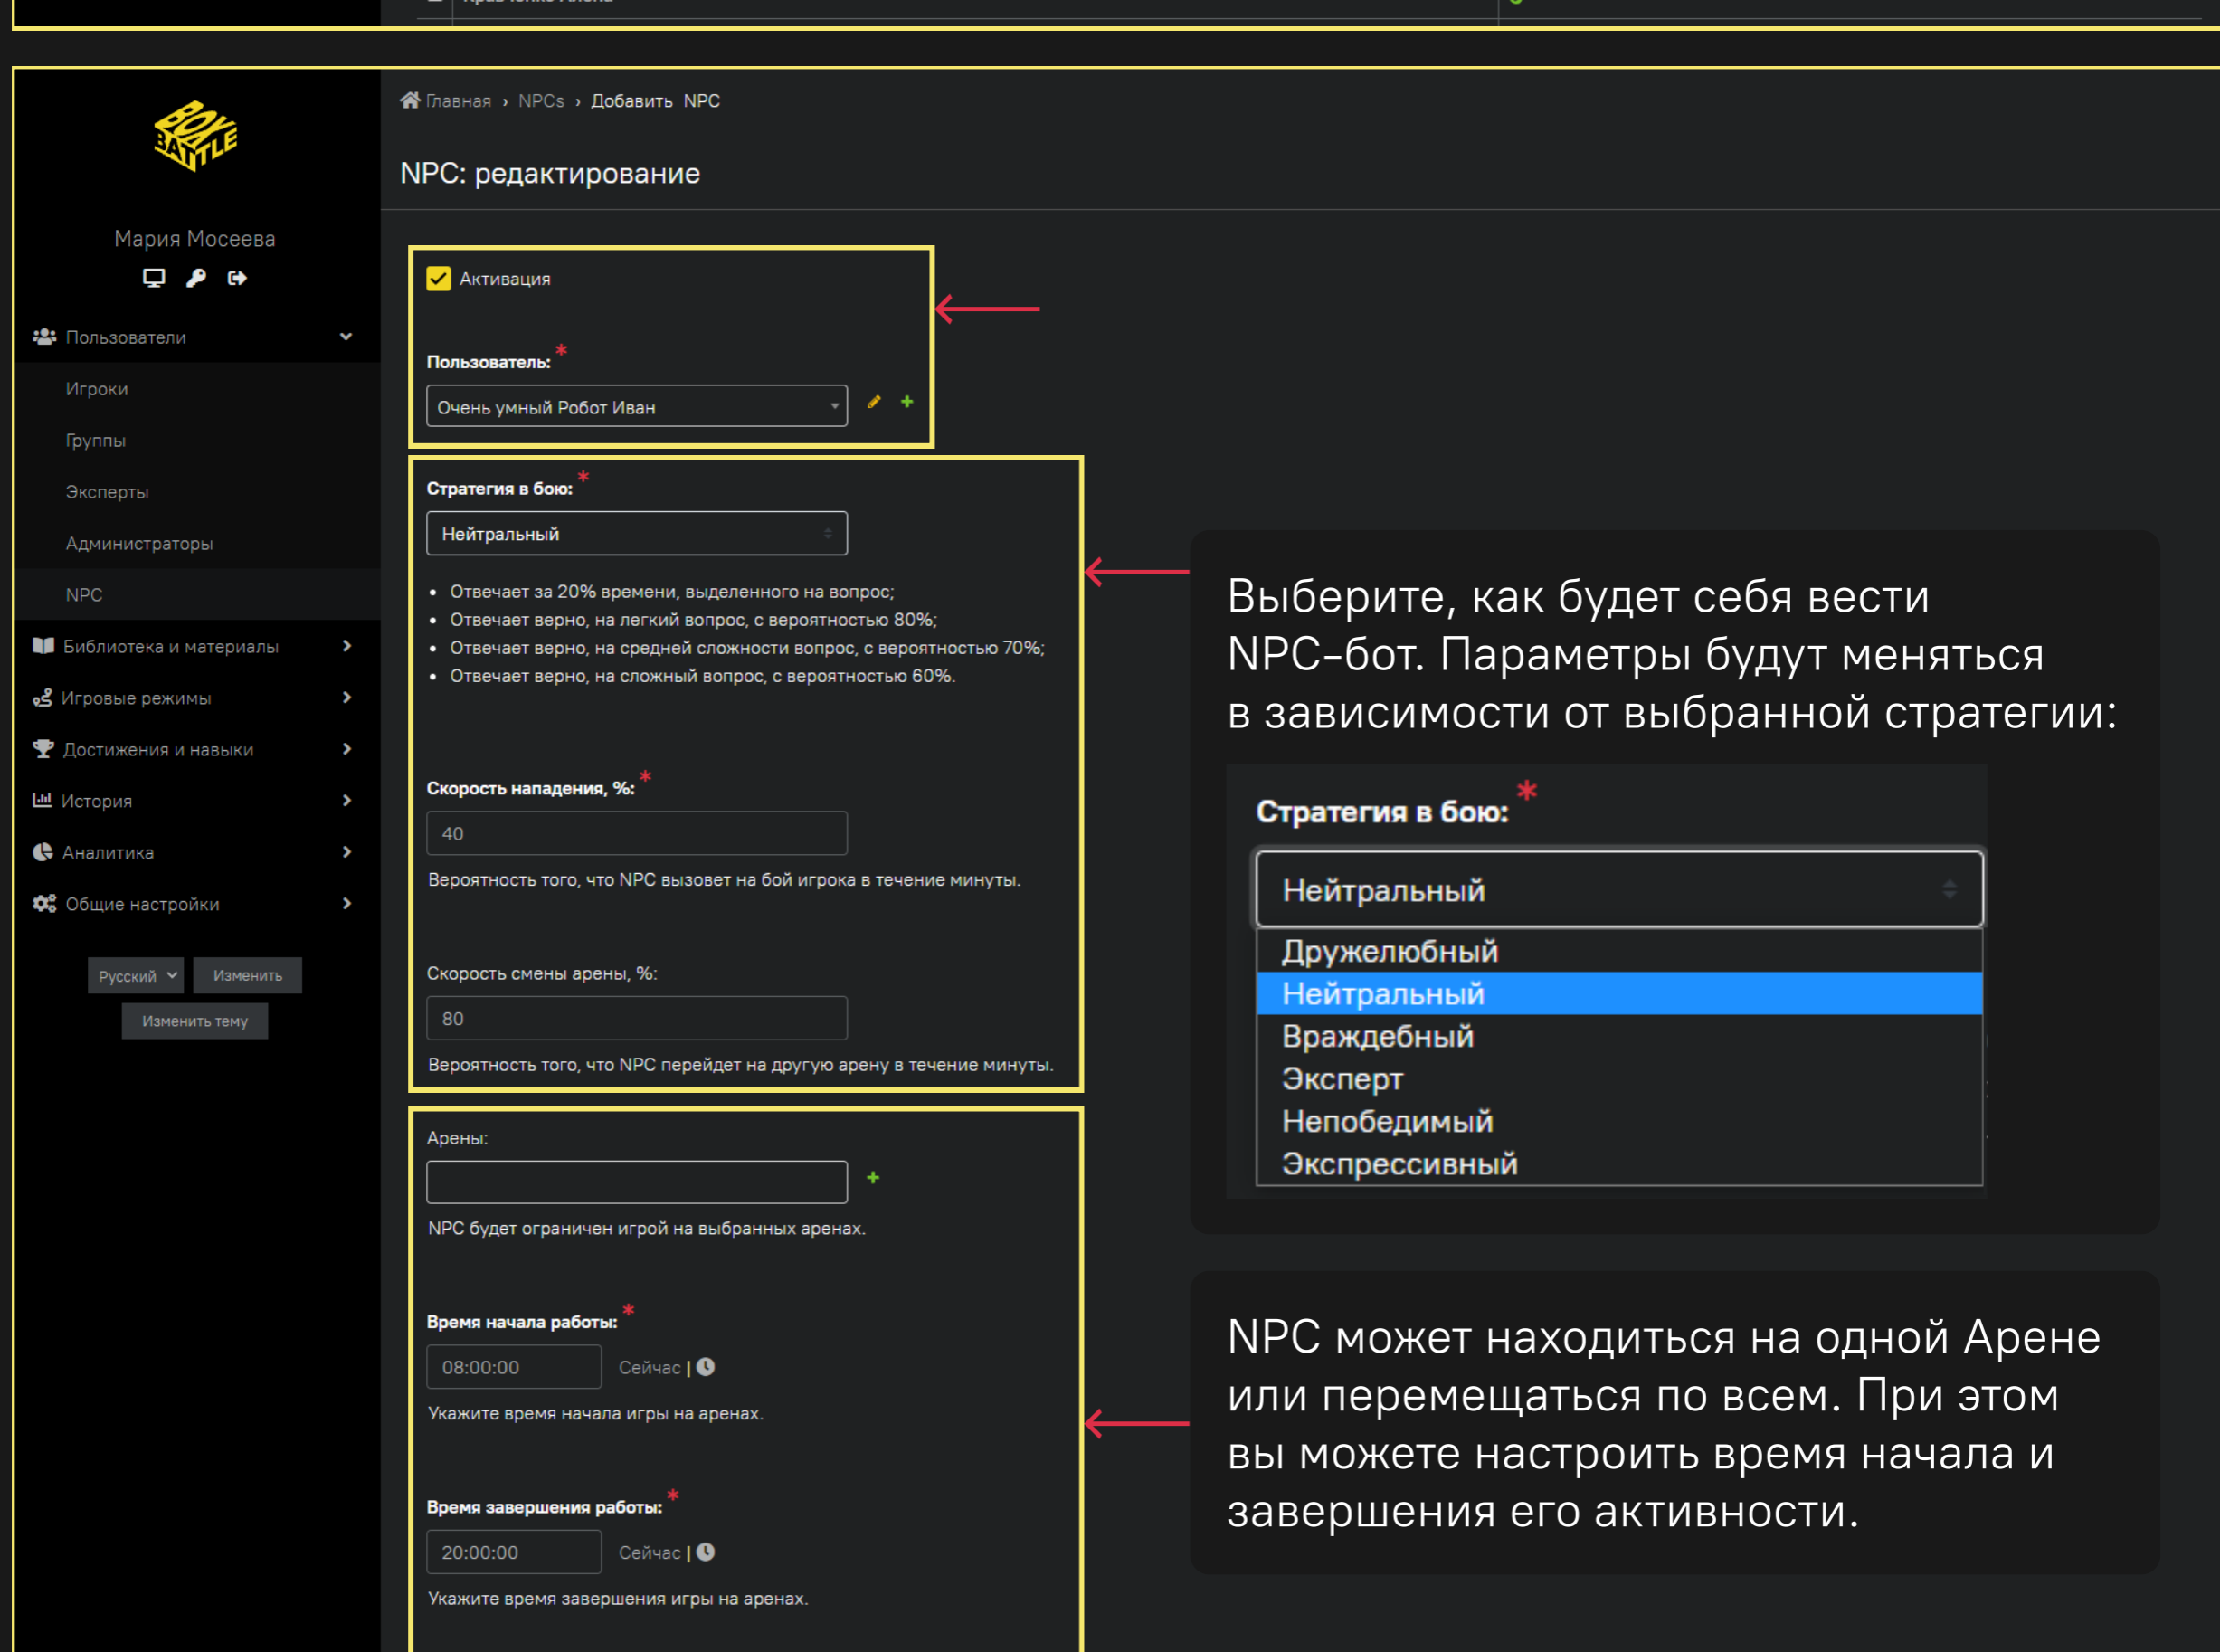 BOX BATTLE
Мария Мосеева
Пользователи
Игроки
Группы
Эксперты
Администраторы
NPC
Библиотека и материалы
Игровые режимы
Достижения и навыки
История
Аналитика
Общие настройки
Русский Изменить
Изменить тему
Главная › NPCs › Добавить NPC
NPC: редактирование
Активация
Пользователь: *
Очень умный Робот Иван
Стратегия в бою: *
Нейтральный
• Отвечает за 20% времени, выделенного на вопрос;
• Отвечает верно, на легкий вопрос, с вероятностью 80%;
• Отвечает верно, на средней сложности вопрос, с вероятностью 70%;
• Отвечает верно, на сложный вопрос, с вероятностью 60%.
Скорость нападения, %: *
40
Вероятность того, что NPC вызовет на бой игрока в течение минуты.
Скорость смены арены, %:
80
Вероятность того, что NPC перейдет на другую арену в течение минуты.
Арены:
NPC будет ограничен игрой на выбранных аренах.
Время начала работы: *
08:00:00 Сейчас |
Укажите время начала игры на аренах.
Время завершения работы: *
20:00:00 Сейчас |
Укажите время завершения игры на аренах.
Выберите, как будет себя вести
NPC-бот. Параметры будут меняться
в зависимости от выбранной стратегии:
Стратегия в бою: *
Нейтральный
Дружелюбный
Нейтральный
Враждебный
Эксперт
Непобедимый
Экспрессивный
NPC может находиться на одной Арене
или перемещаться по всем. При этом
вы можете настроить время начала и
завершения его активности.